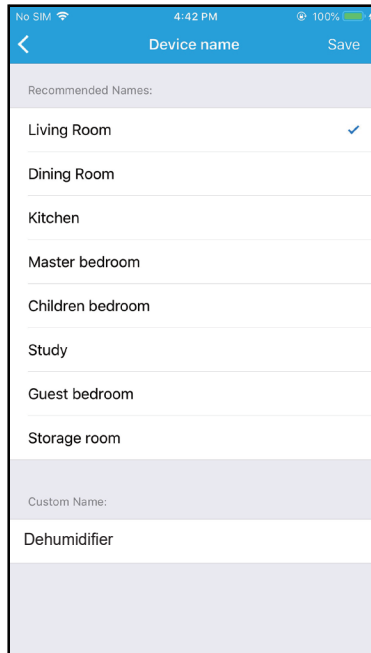 No SIM 4:42 PM 100%
Device name Save
Recommended Names:
Living Room
Dining Room
Kitchen
Master bedroom
Children bedroom
Study
Guest bedroom
Storage room
Custom Name:
Dehumidifier